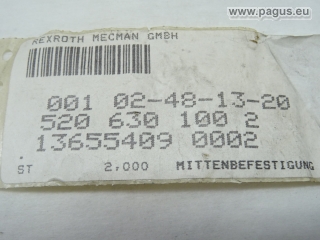 www.pagus.eu
REXROTH MECMAN GMBH
001 02-48-13-20
520 630 100 2
13655409 0002
ST 2,000 MITTENBEFESTIGUNG